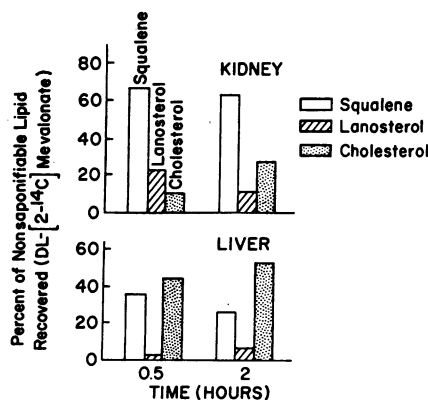 Percent of Nonsaponifiable Lipid
Recovered (DL-[2-14C] Mevalonate)
80
60
40
20
0
Squalene
Lanosterol
Cholesterol
KIDNEY
Squalene
Lanosterol
Cholesterol
60
40
20
0
LIVER
0.5
2
TIME (HOURS)